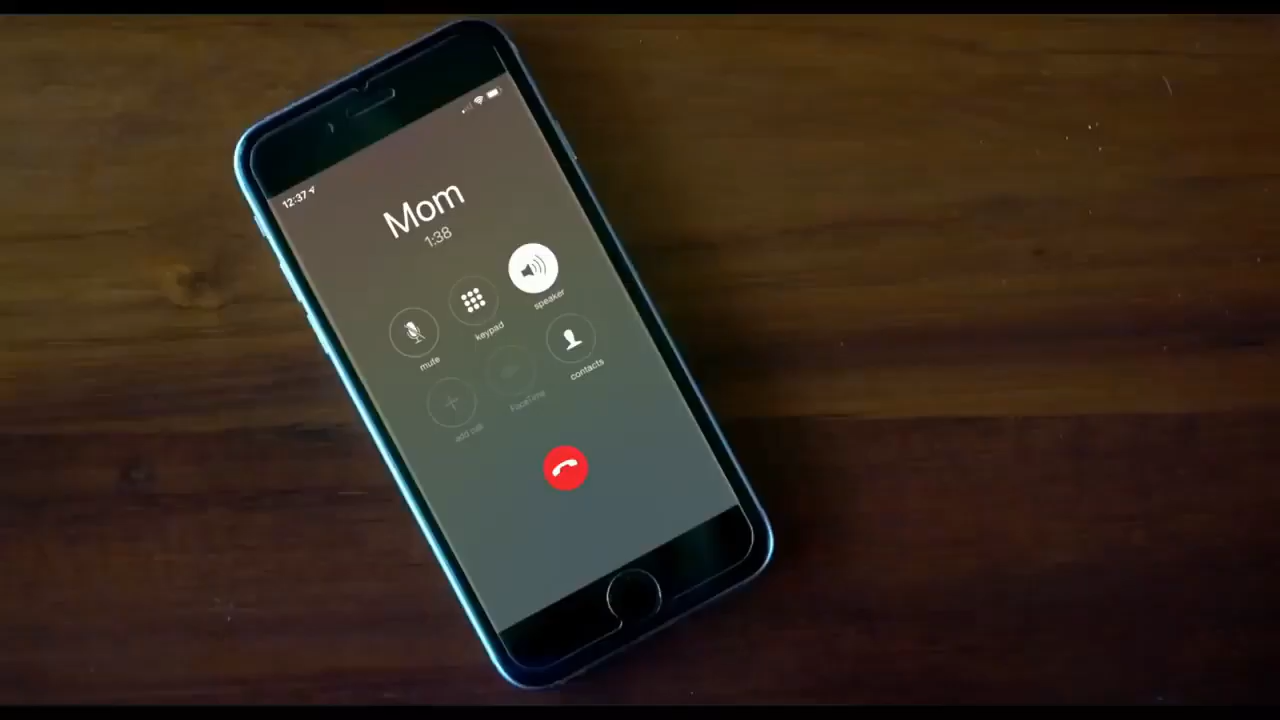 12:37
Mom
1:38
mute
keypad
speaker
add call
FaceTime
contacts